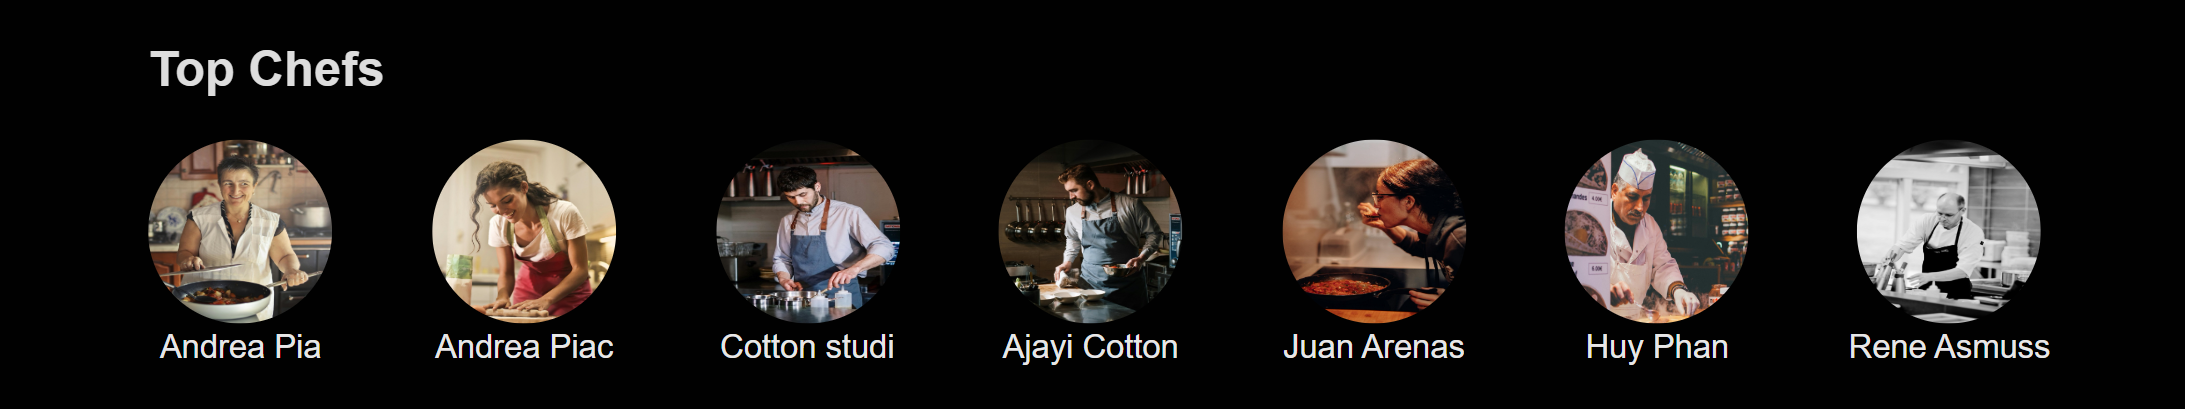 Top Chefs
Andrea Pia
Andrea Piac
Cotton studi
Ajayi Cotton
Juan Arenas
Huy Phan
Rene Asmuss